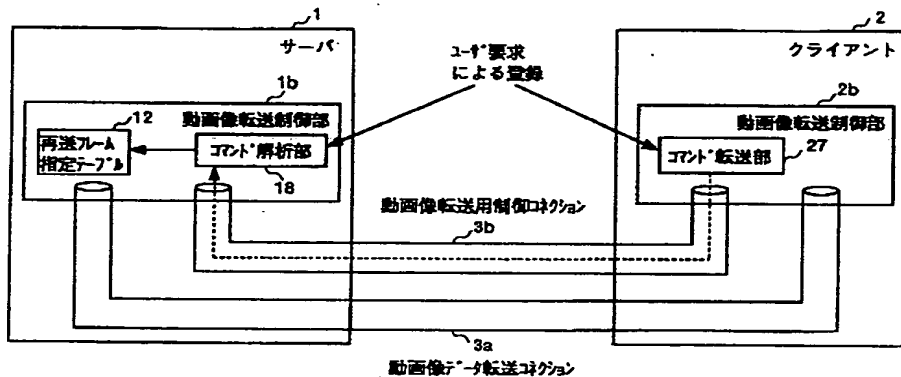 1
サーバ
2
クライアント
ユーザ要求
による登録
1b
動画像転送制御部
12
再送フレーム
指定テーブル
コマンド解析部
18
2b
動画像転送制御部
コマンド転送部
27
動画像転送用制御コネクション
3b
3a
動画像データ転送コネクション